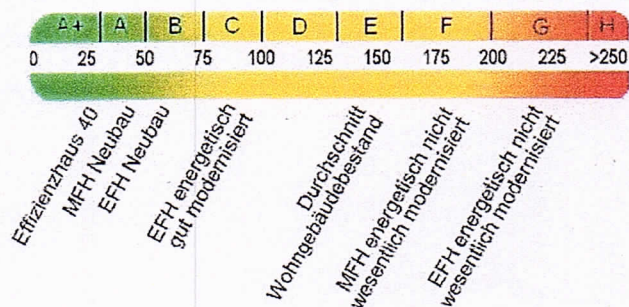 A+ A B C D E F G H
0 25 50 75 100 125 150 175 200 225 >250
Effizienzhaus 40
MFH Neubau
EFH Neubau
EFH energetisch
gut modernisiert
Durchschnitt
Wohngebäudebestand
MFH energetisch nicht
wesentlich modernisiert
EFH energetisch nicht
wesentlich modernisiert